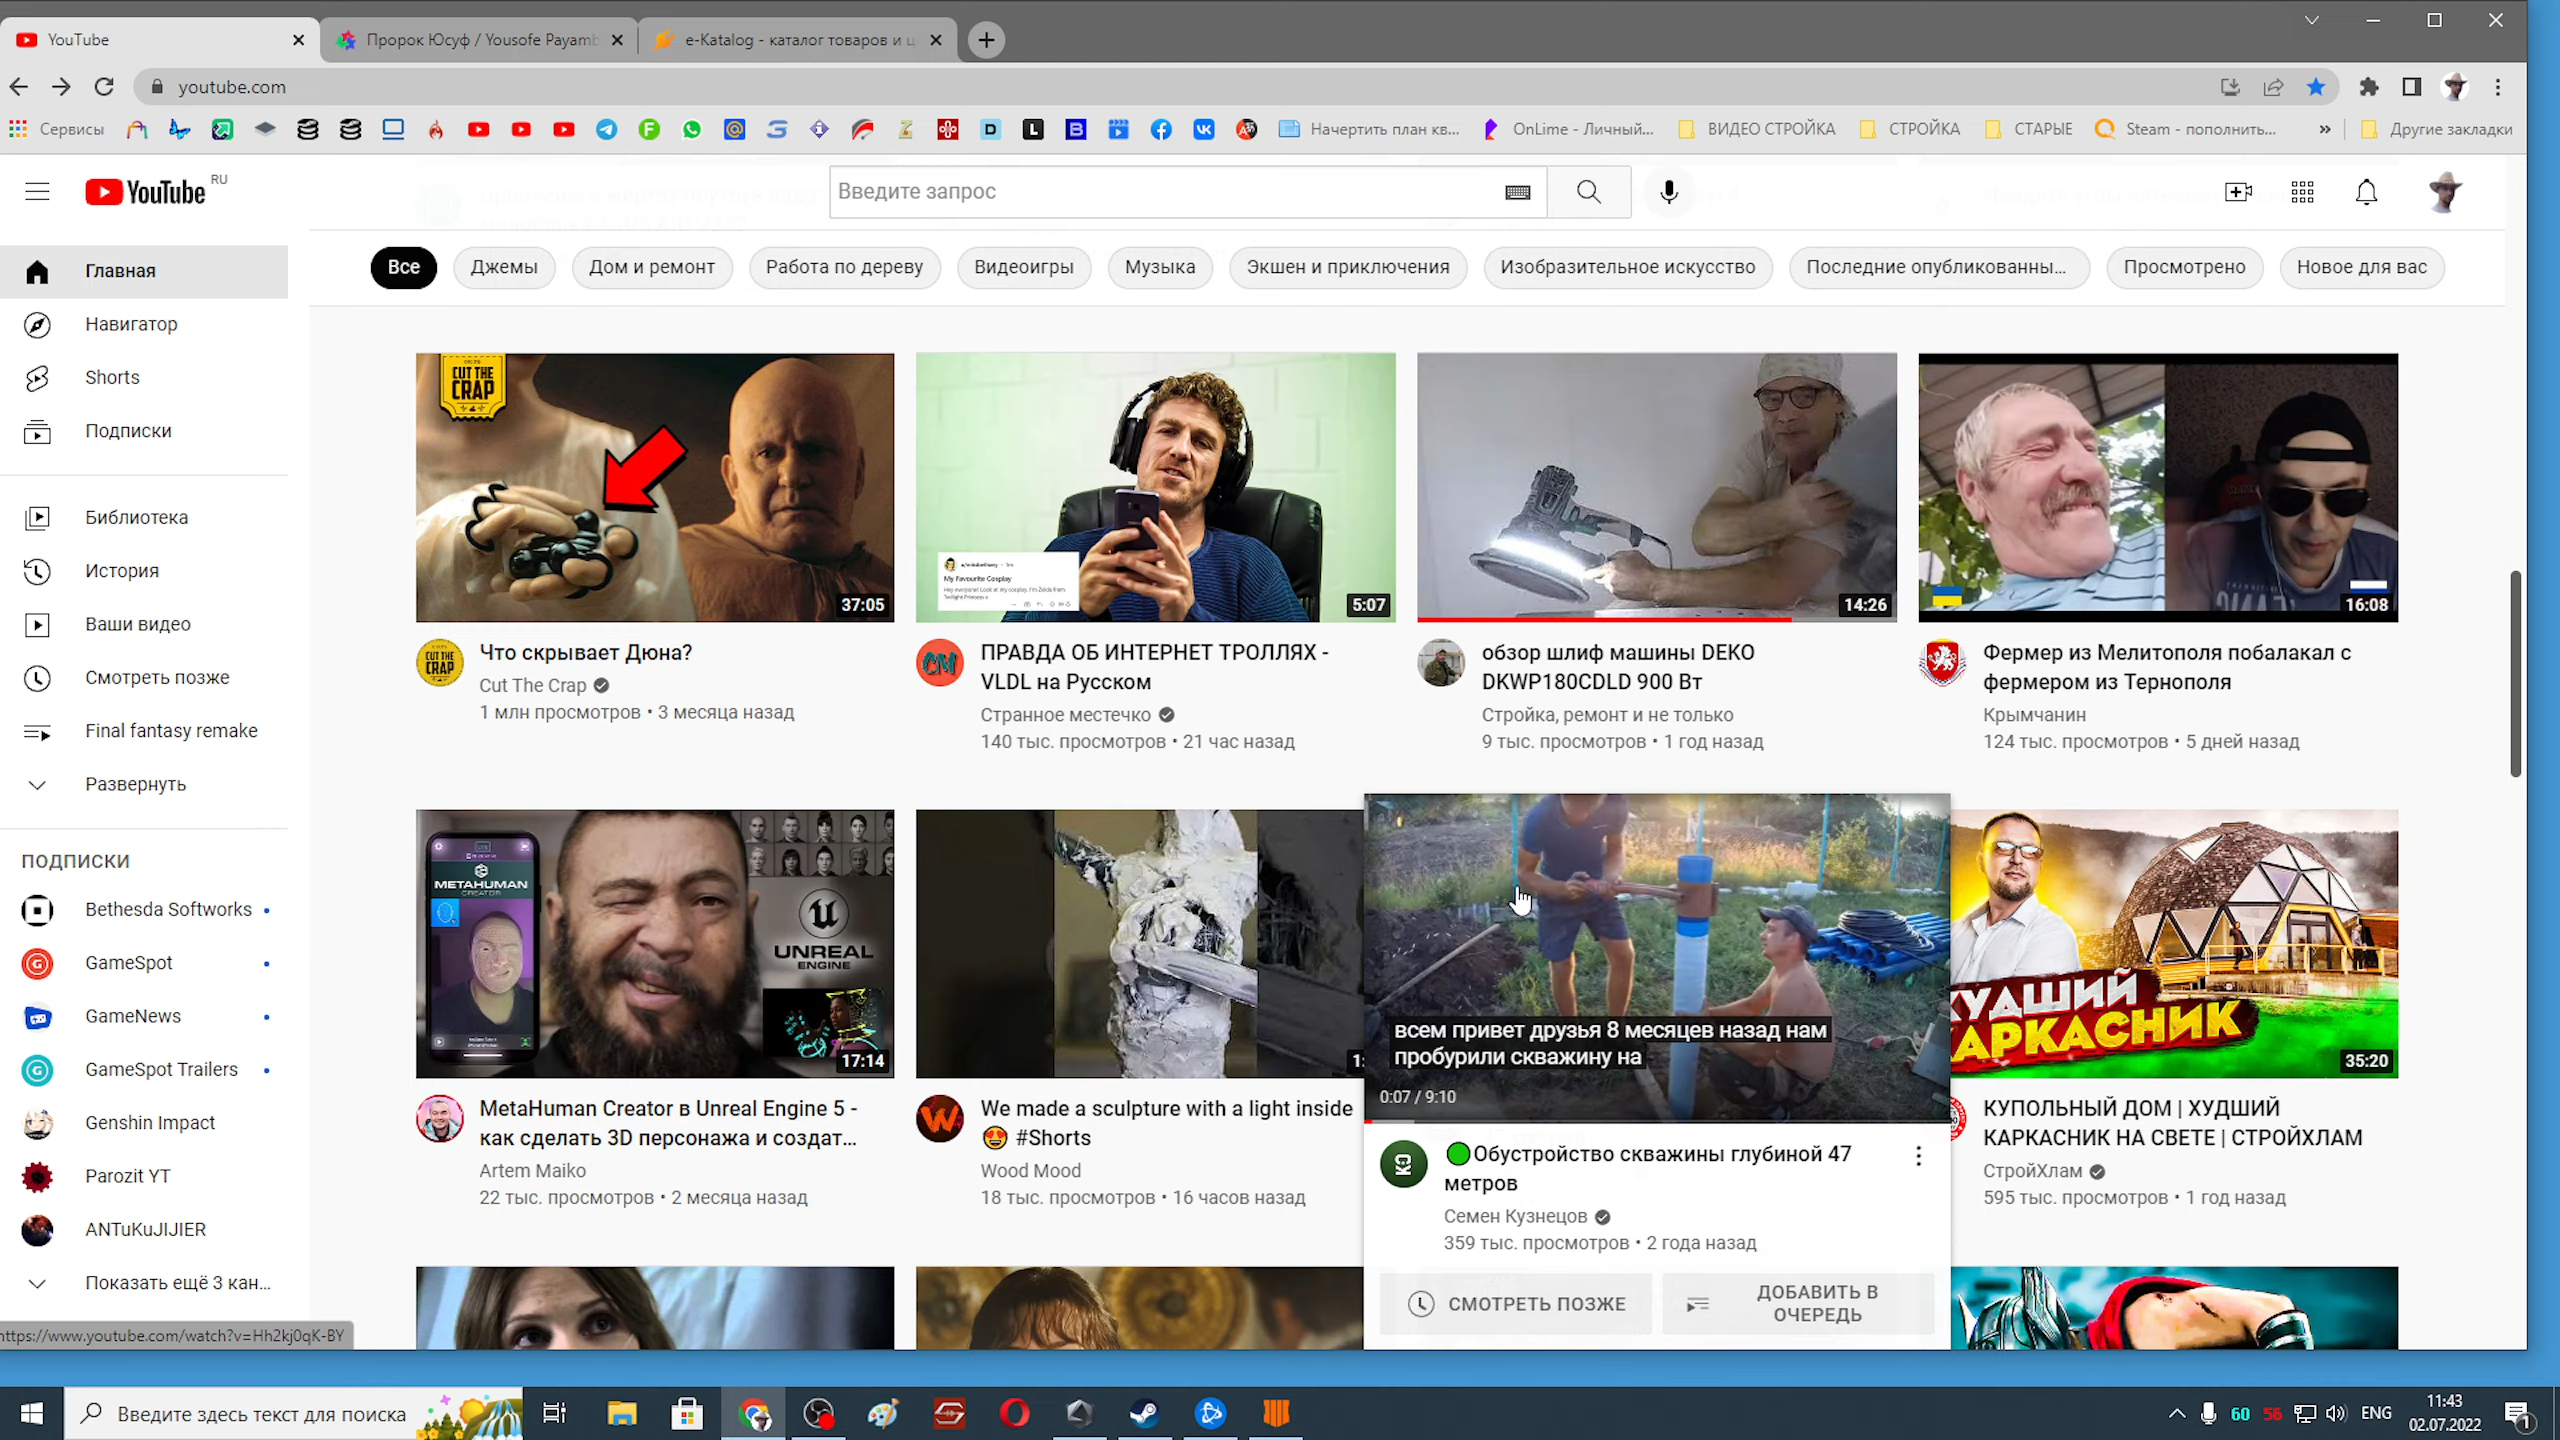 YouTube
Пророк Юсуф / Yousofe Payamb
e-Katalog - каталог товаров и ц
youtube.com
Сервисы
Начертить план кв...
OnLime - Личный...
ВИДЕО СТРОЙКА
СТРОЙКА
СТАРЫЕ
Steam - пополнить...
Другие закладки
YouTube RU
Введите запрос
Все
Джемы
Дом и ремонт
Работа по дереву
Видеоигры
Музыка
Экшен и приключения
Изобразительное искусство
Последние опубликованны...
Просмотрено
Новое для вас
Главная
Навигатор
Shorts
Подписки
Библиотека
История
Ваши видео
Смотреть позже
Final fantasy remake
Развернуть
ПОДПИСКИ
Bethesda Softworks
GameSpot
GameNews
GameSpot Trailers
Genshin Impact
Parozit YT
ANTuKuJIJIER
Показать ещё 3 кан...
CUT THE
CRAP
37:05
CUT THE
CRAP
Что скрывает Дюна?
Cut The Crap
1 млн просмотров • 3 месяца назад
My Favourite Cosplay
5:07
CM
ПРАВДА ОБ ИНТЕРНЕТ ТРОЛЛЯХ -
VLDL на Русском
Странное местечко
140 тыс. просмотров • 21 час назад
14:26
обзор шлиф машины DEKO
DKWP180CDLD 900 Вт
Стройка, ремонт и не только
9 тыс. просмотров • 1 год назад
16:08
Фермер из Мелитополя побалакал с
фермером из Тернополя
Крымчанин
124 тыс. просмотров • 5 дней назад
METAHUMAN
CREATOR
UNREAL
ENGINE
17:14
MetaHuman Creator в Unreal Engine 5 -
как сделать 3D персонажа и создат...
Artem Maiko
22 тыс. просмотров • 2 месяца назад
1:
We made a sculpture with a light inside
😍 #Shorts
Wood Mood
18 тыс. просмотров • 16 часов назад
всем привет друзья 8 месяцев назад нам
пробурили скважину на
0:07 / 9:10
🟢Обустройство скважины глубиной 47
метров
Семен Кузнецов
359 тыс. просмотров • 2 года назад
СМОТРЕТЬ ПОЗЖЕ
ДОБАВИТЬ В
ОЧЕРЕДЬ
ХУДШИЙ
КАРКАСНИК
35:20
КУПОЛЬНЫЙ ДОМ | ХУДШИЙ
КАРКАСНИК НА СВЕТЕ | СТРОЙХЛАМ
СтройХлам
595 тыс. просмотров • 1 год назад
https://www.youtube.com/watch?v=Hh2kj0qK-BY
Введите здесь текст для поиска
60
56
ENG
11:43
02.07.2022
1